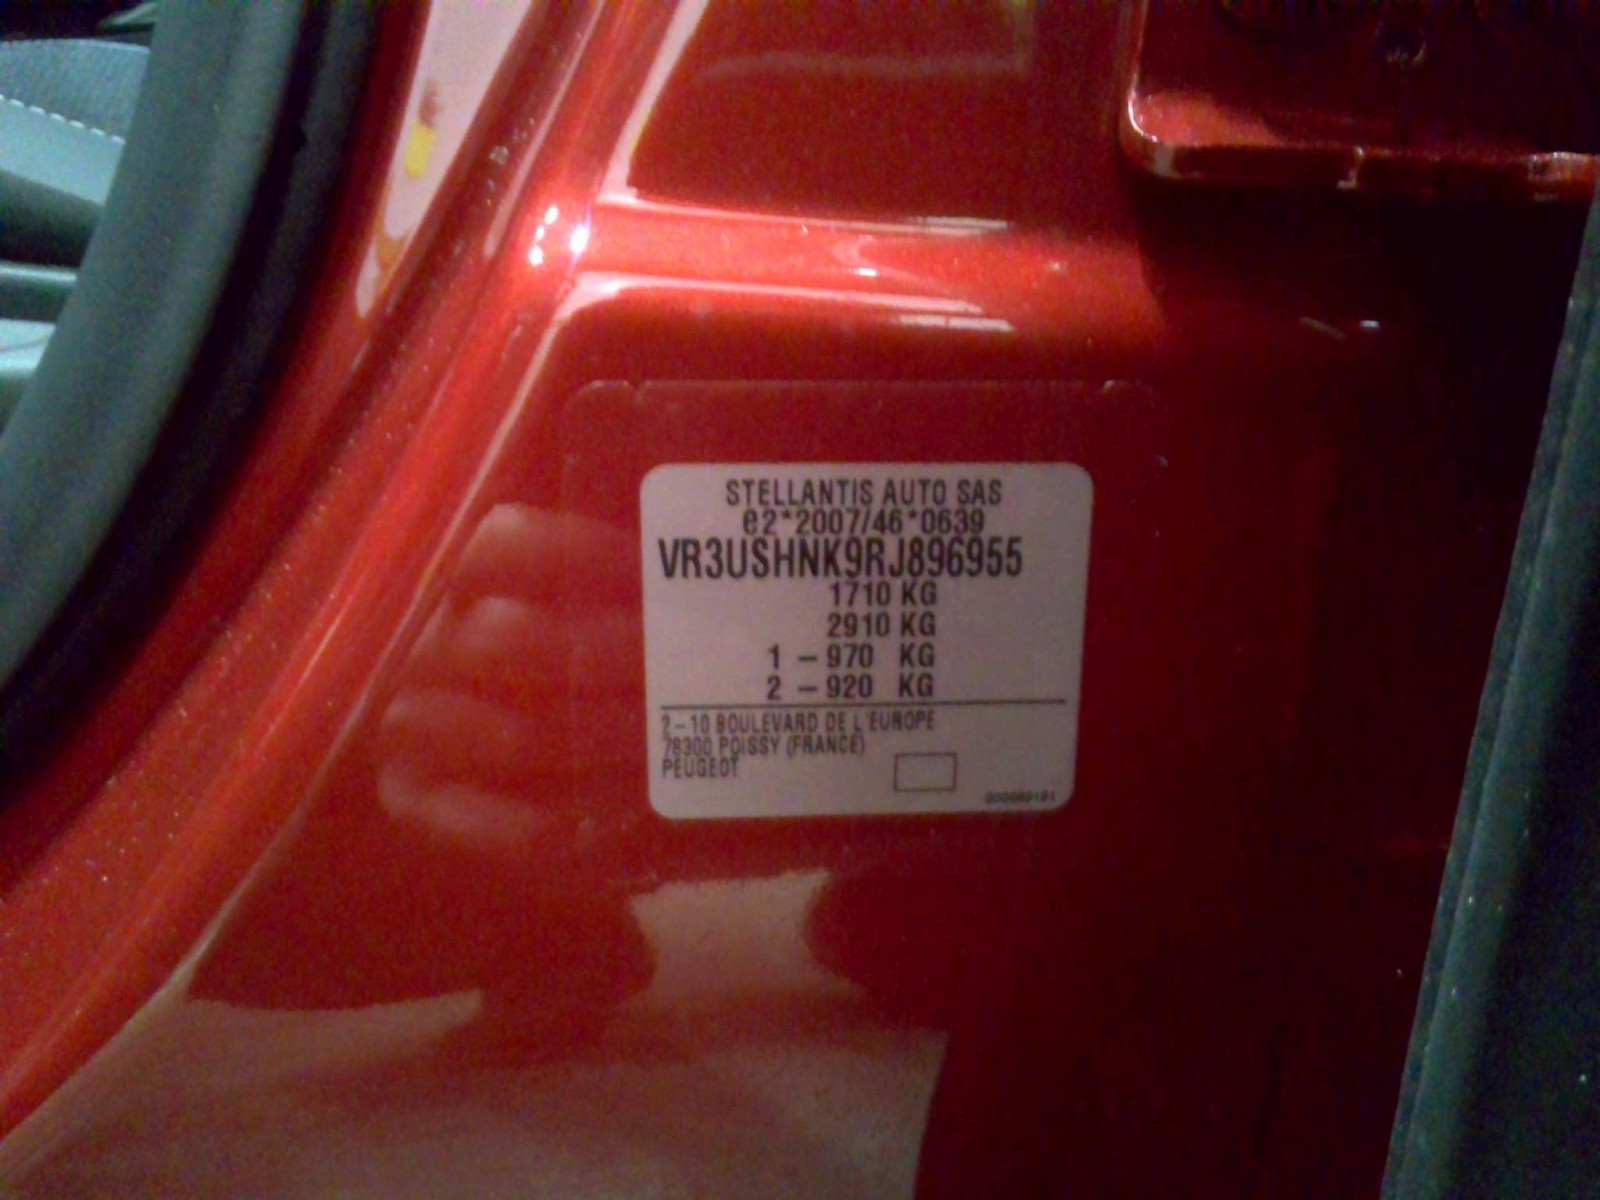 STELLANTIS AUTO SAS
e2*2007/46*0639
VR3USHNK9RJ896955
1710 KG
2910 KG
1 - 970 KG
2 - 920 KG
2-10 BOULEVARD DE L'EUROPE
78300 POISSY (FRANCE)
PEUGEOT